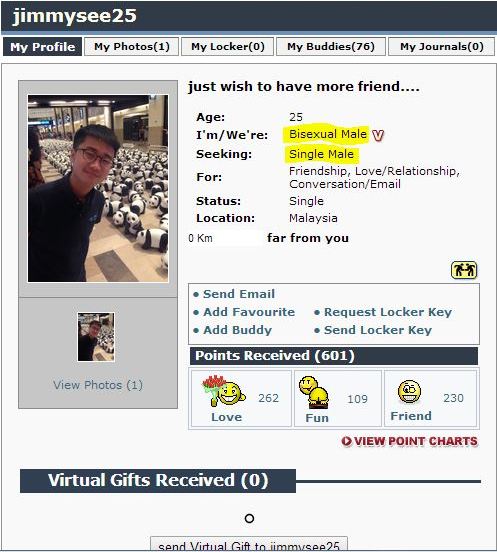 jimmysee25
My Profile My Photos(1) My Locker(0) My Buddies(76) My Journals(0)
just wish to have more friend....
Age: 25
I'm/We're: Bisexual Male V
Seeking: Single Male
For: Friendship, Love/Relationship,
Conversation/Email
Status: Single
Location: Malaysia
0 Km far from you
• Send Email
• Add Favourite • Request Locker Key
• Add Buddy • Send Locker Key
View Photos (1)
Points Received (601)
262 109 230
Love Fun Friend
VIEW POINT CHARTS
Virtual Gifts Received (0)
send Virtual Gift to jimmysee25